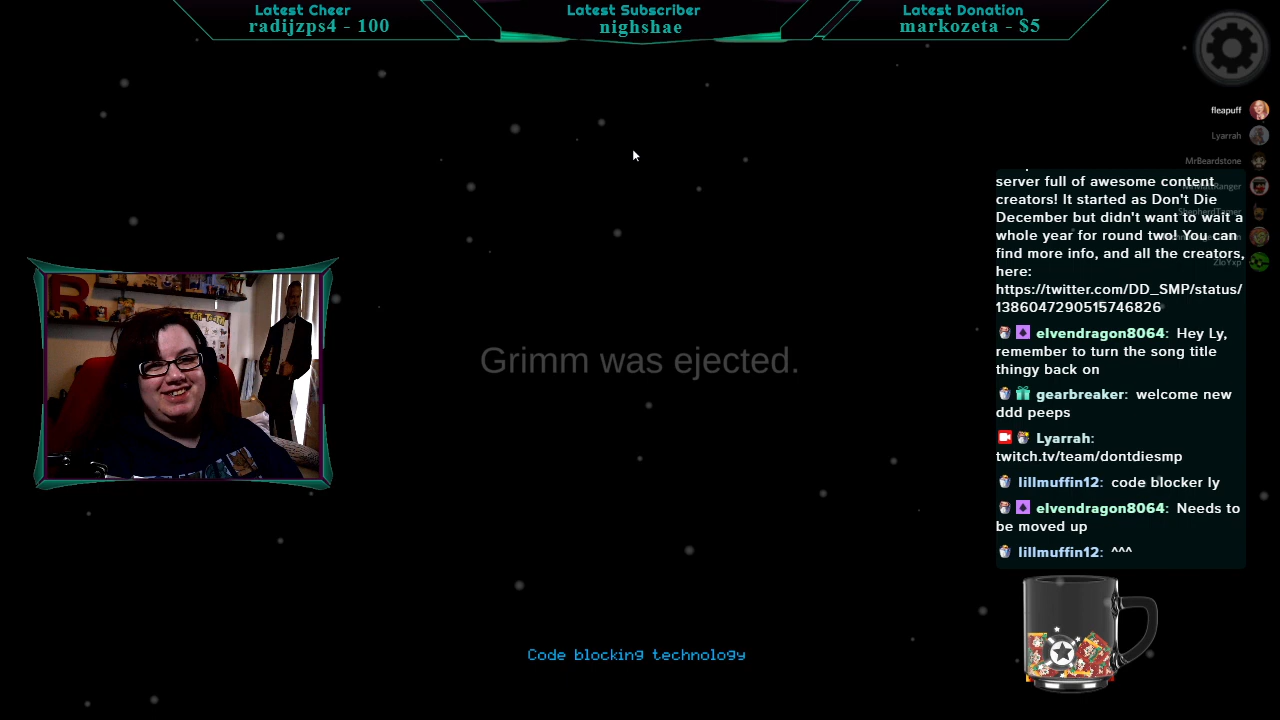 Latest Cheer
radijzps4 - 100
Latest Subscriber
nighshae
Latest Donation
markozeta - $5
fleapuff
Lyarrah
MrBeardstone
Ranger
server full of awesome content
creators! It started as Don't Die
December but didn't want to wait a
whole year for round two! You can
find more info, and all the creators,
here:
https://twitter.com/DD_SMP/status/
1386047290515746826
elvendragon8064: Hey Ly,
remember to turn the song title
thingy back on
gearbreaker: welcome new
ddd peeps
Lyarrah:
twitch.tv/team/dontdiesmp
lillmuffin12: code blocker ly
elvendragon8064: Needs to
be moved up
lillmuffin12: ^^^
Grimm was ejected.
Code blocking technology